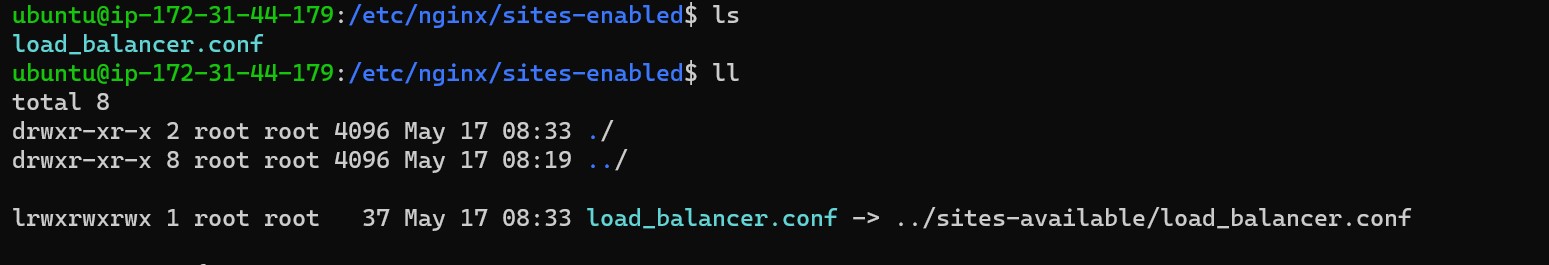 ubuntu@ip-172-31-44-179:/etc/nginx/sites-enabled$ ls
load_balancer.conf
ubuntu@ip-172-31-44-179:/etc/nginx/sites-enabled$ ll
total 8
drwxr-xr-x 2 root root 4096 May 17 08:33 ./
drwxr-xr-x 8 root root 4096 May 17 08:19 ../
lrwxrwxrwx 1 root root   37 May 17 08:33 load_balancer.conf -> ../sites-available/load_balancer.conf